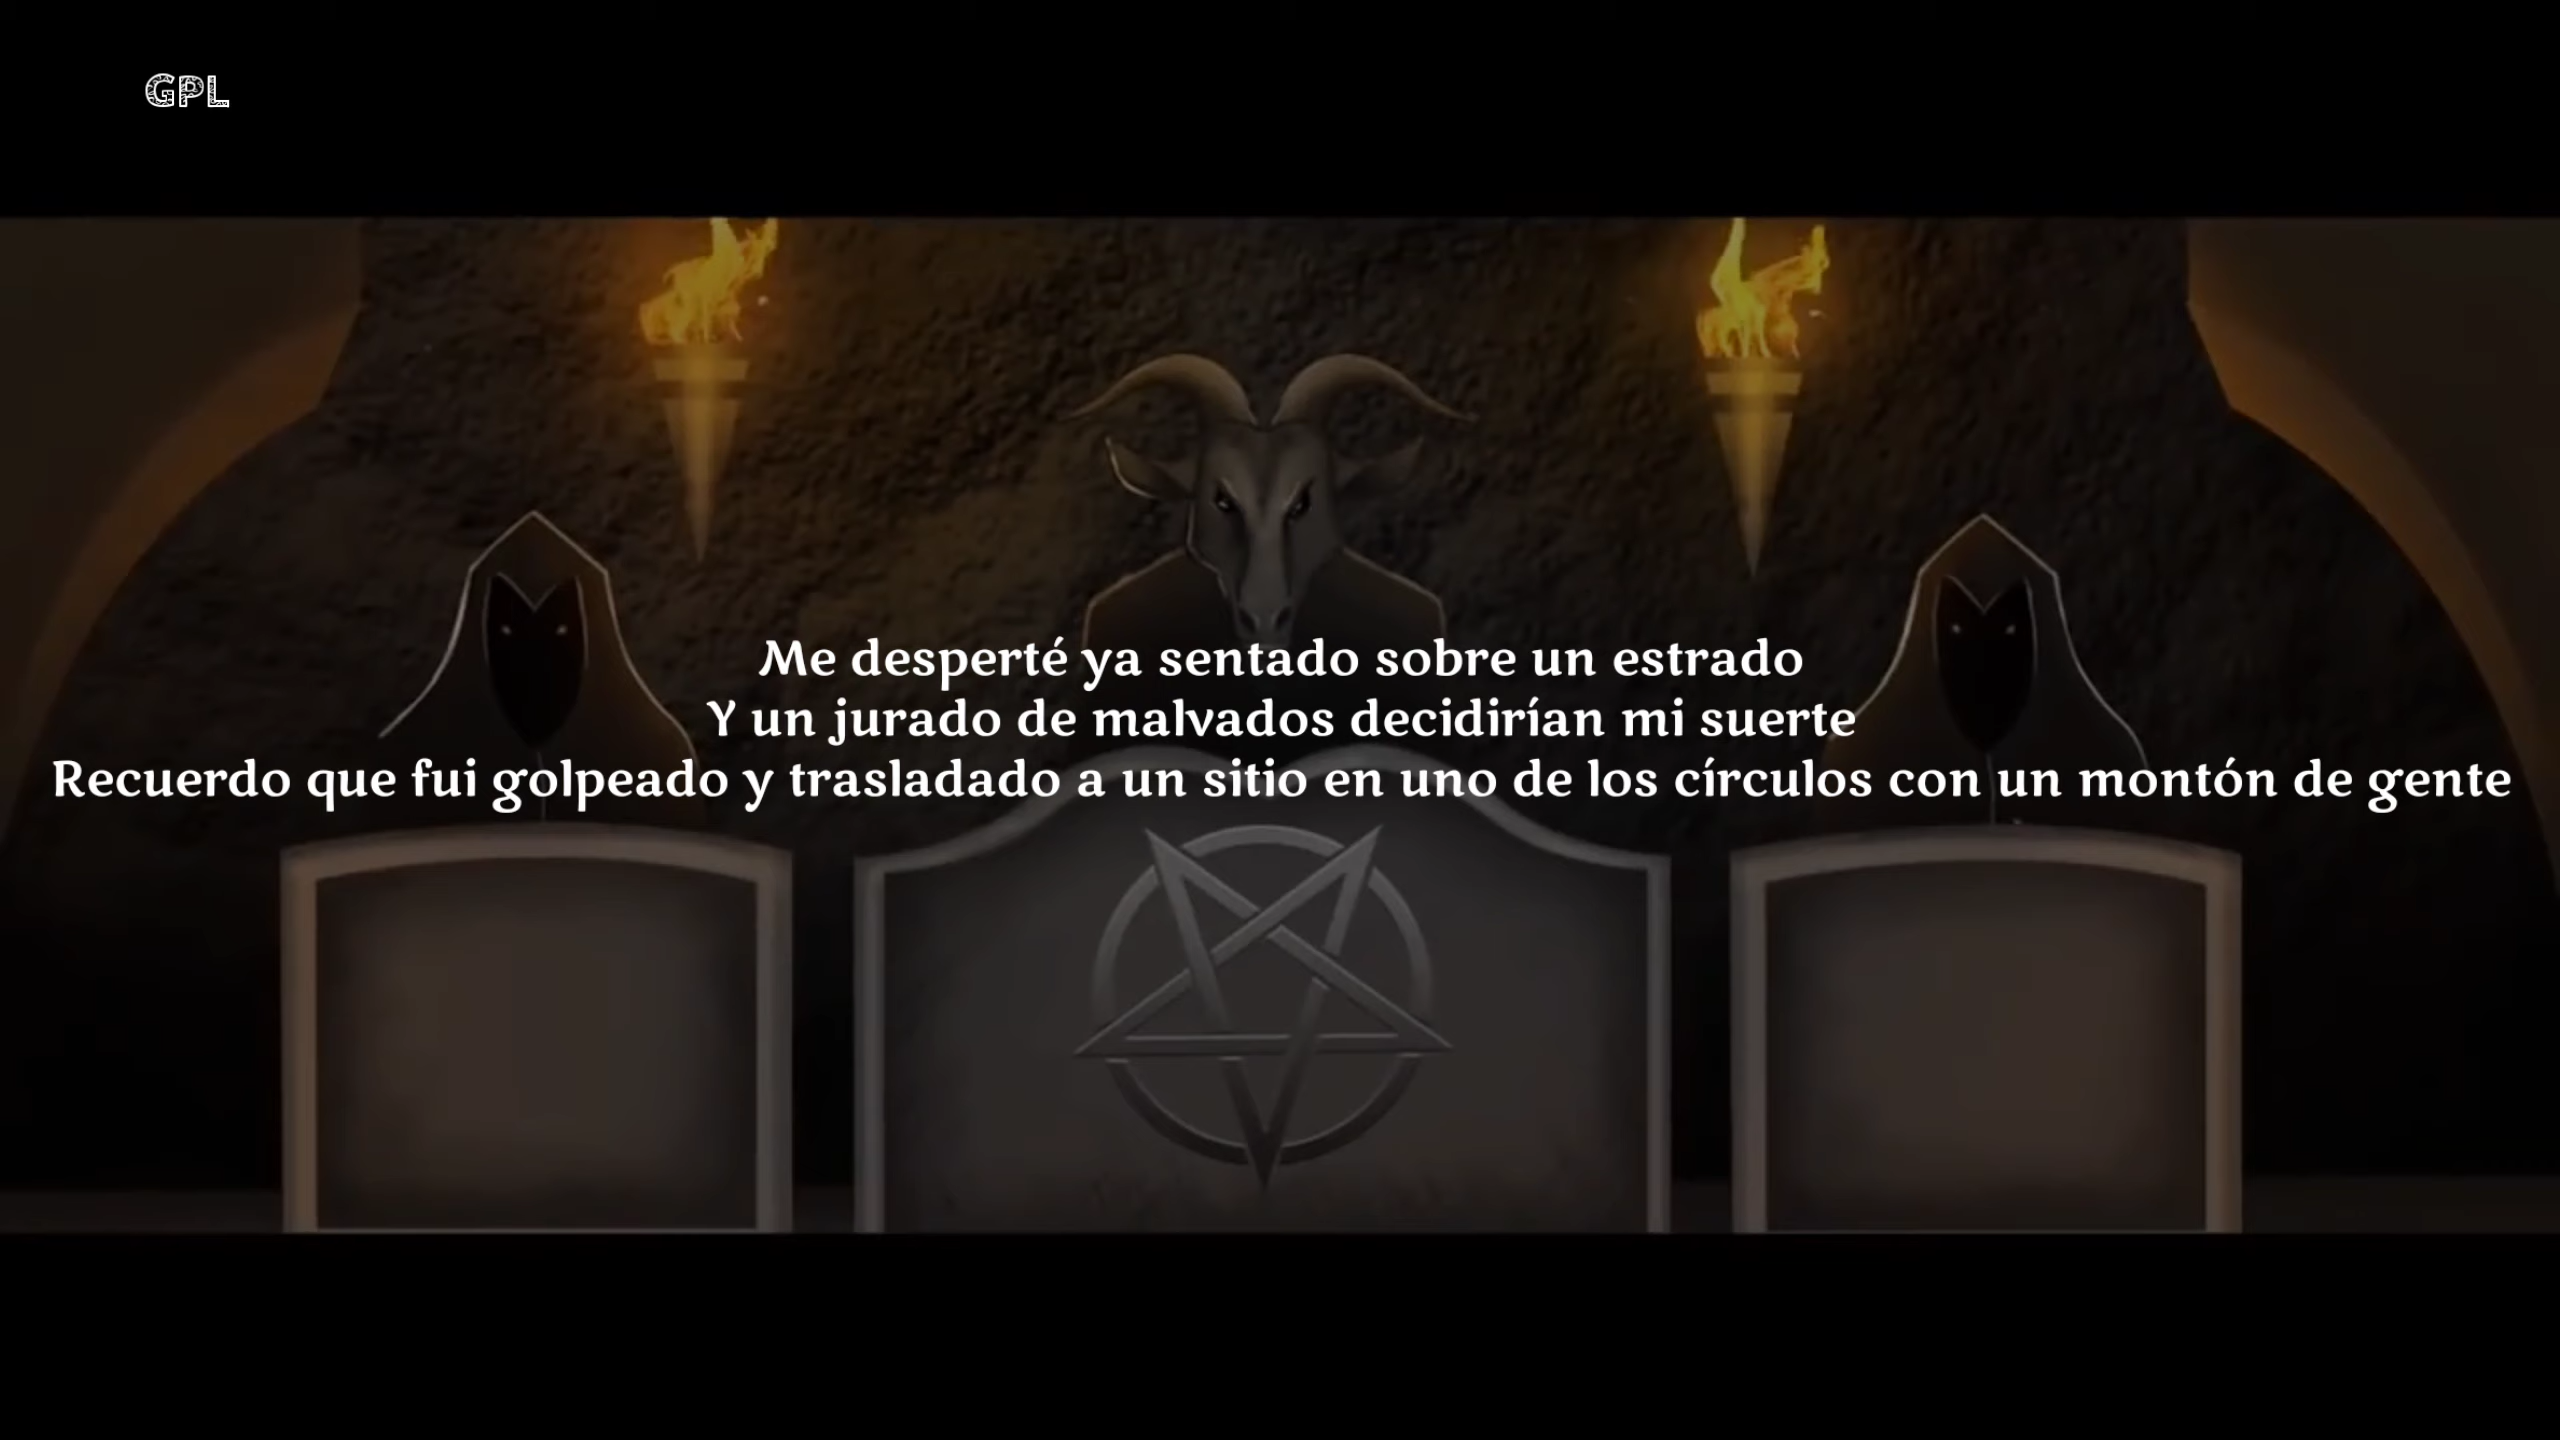 GPL
Me desperté ya sentado sobre un estrado
Y un jurado de malvados decidirían mi suerte
Recuerdo que fui golpeado y trasladado a un sitio en uno de los círculos con un montón de gente